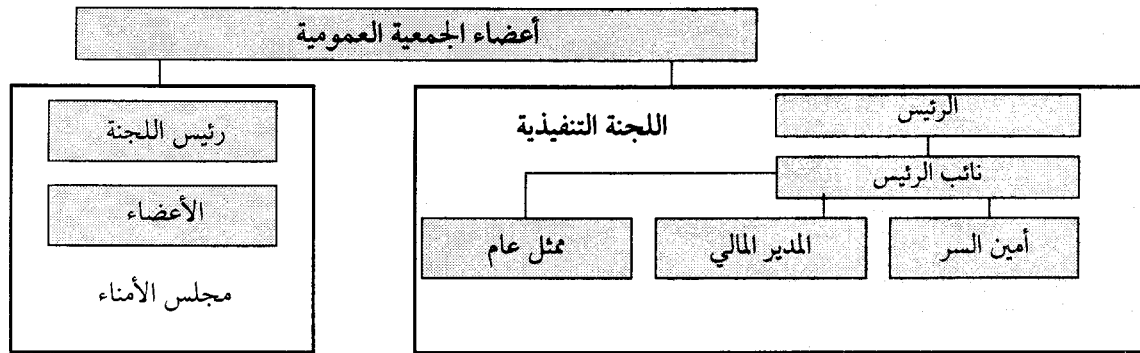 أعضاء الجمعية العمومية
الرئيس
اللجنة التنفيذية
نائب الرئيس
أمين السر
المدير المالي
ممثل عام
رئيس اللجنة
الأعضاء
مجلس الأمناء